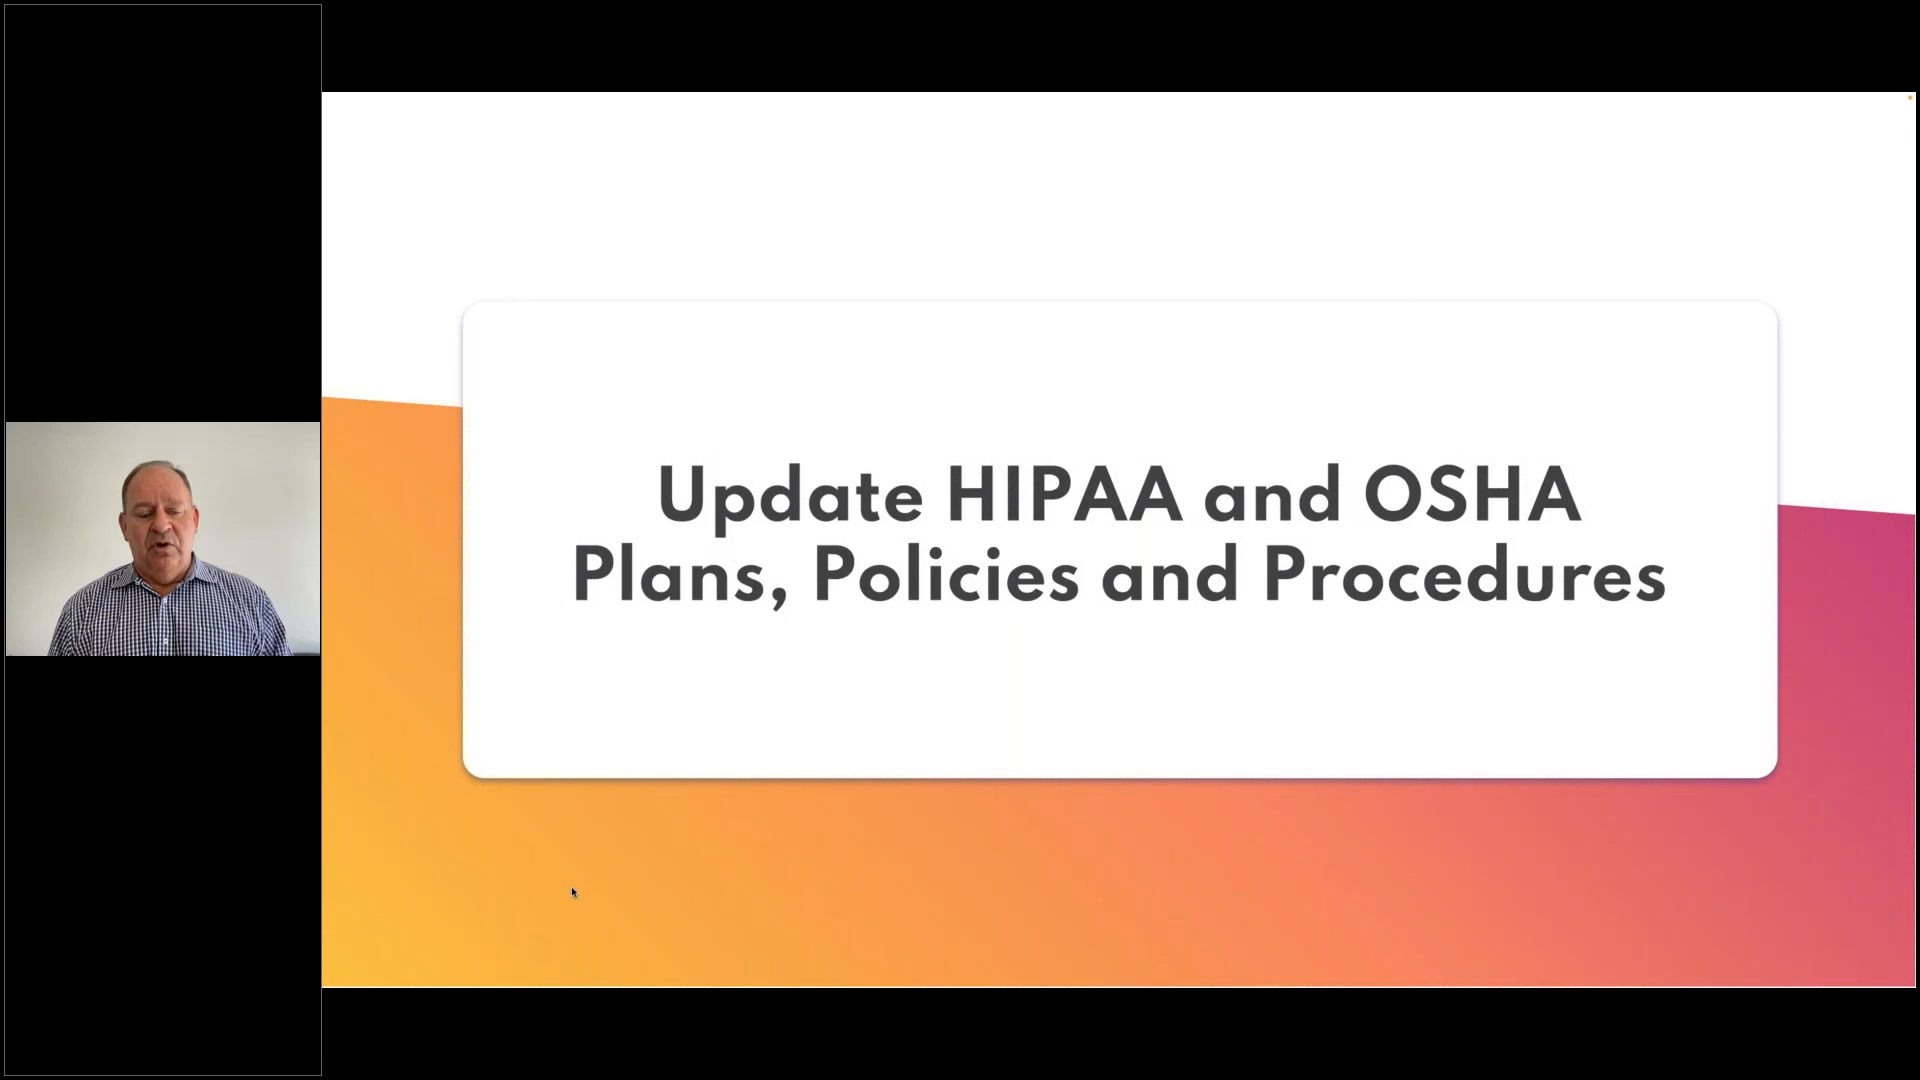 Update HIPAA and OSHA
Plans, Policies and Procedures